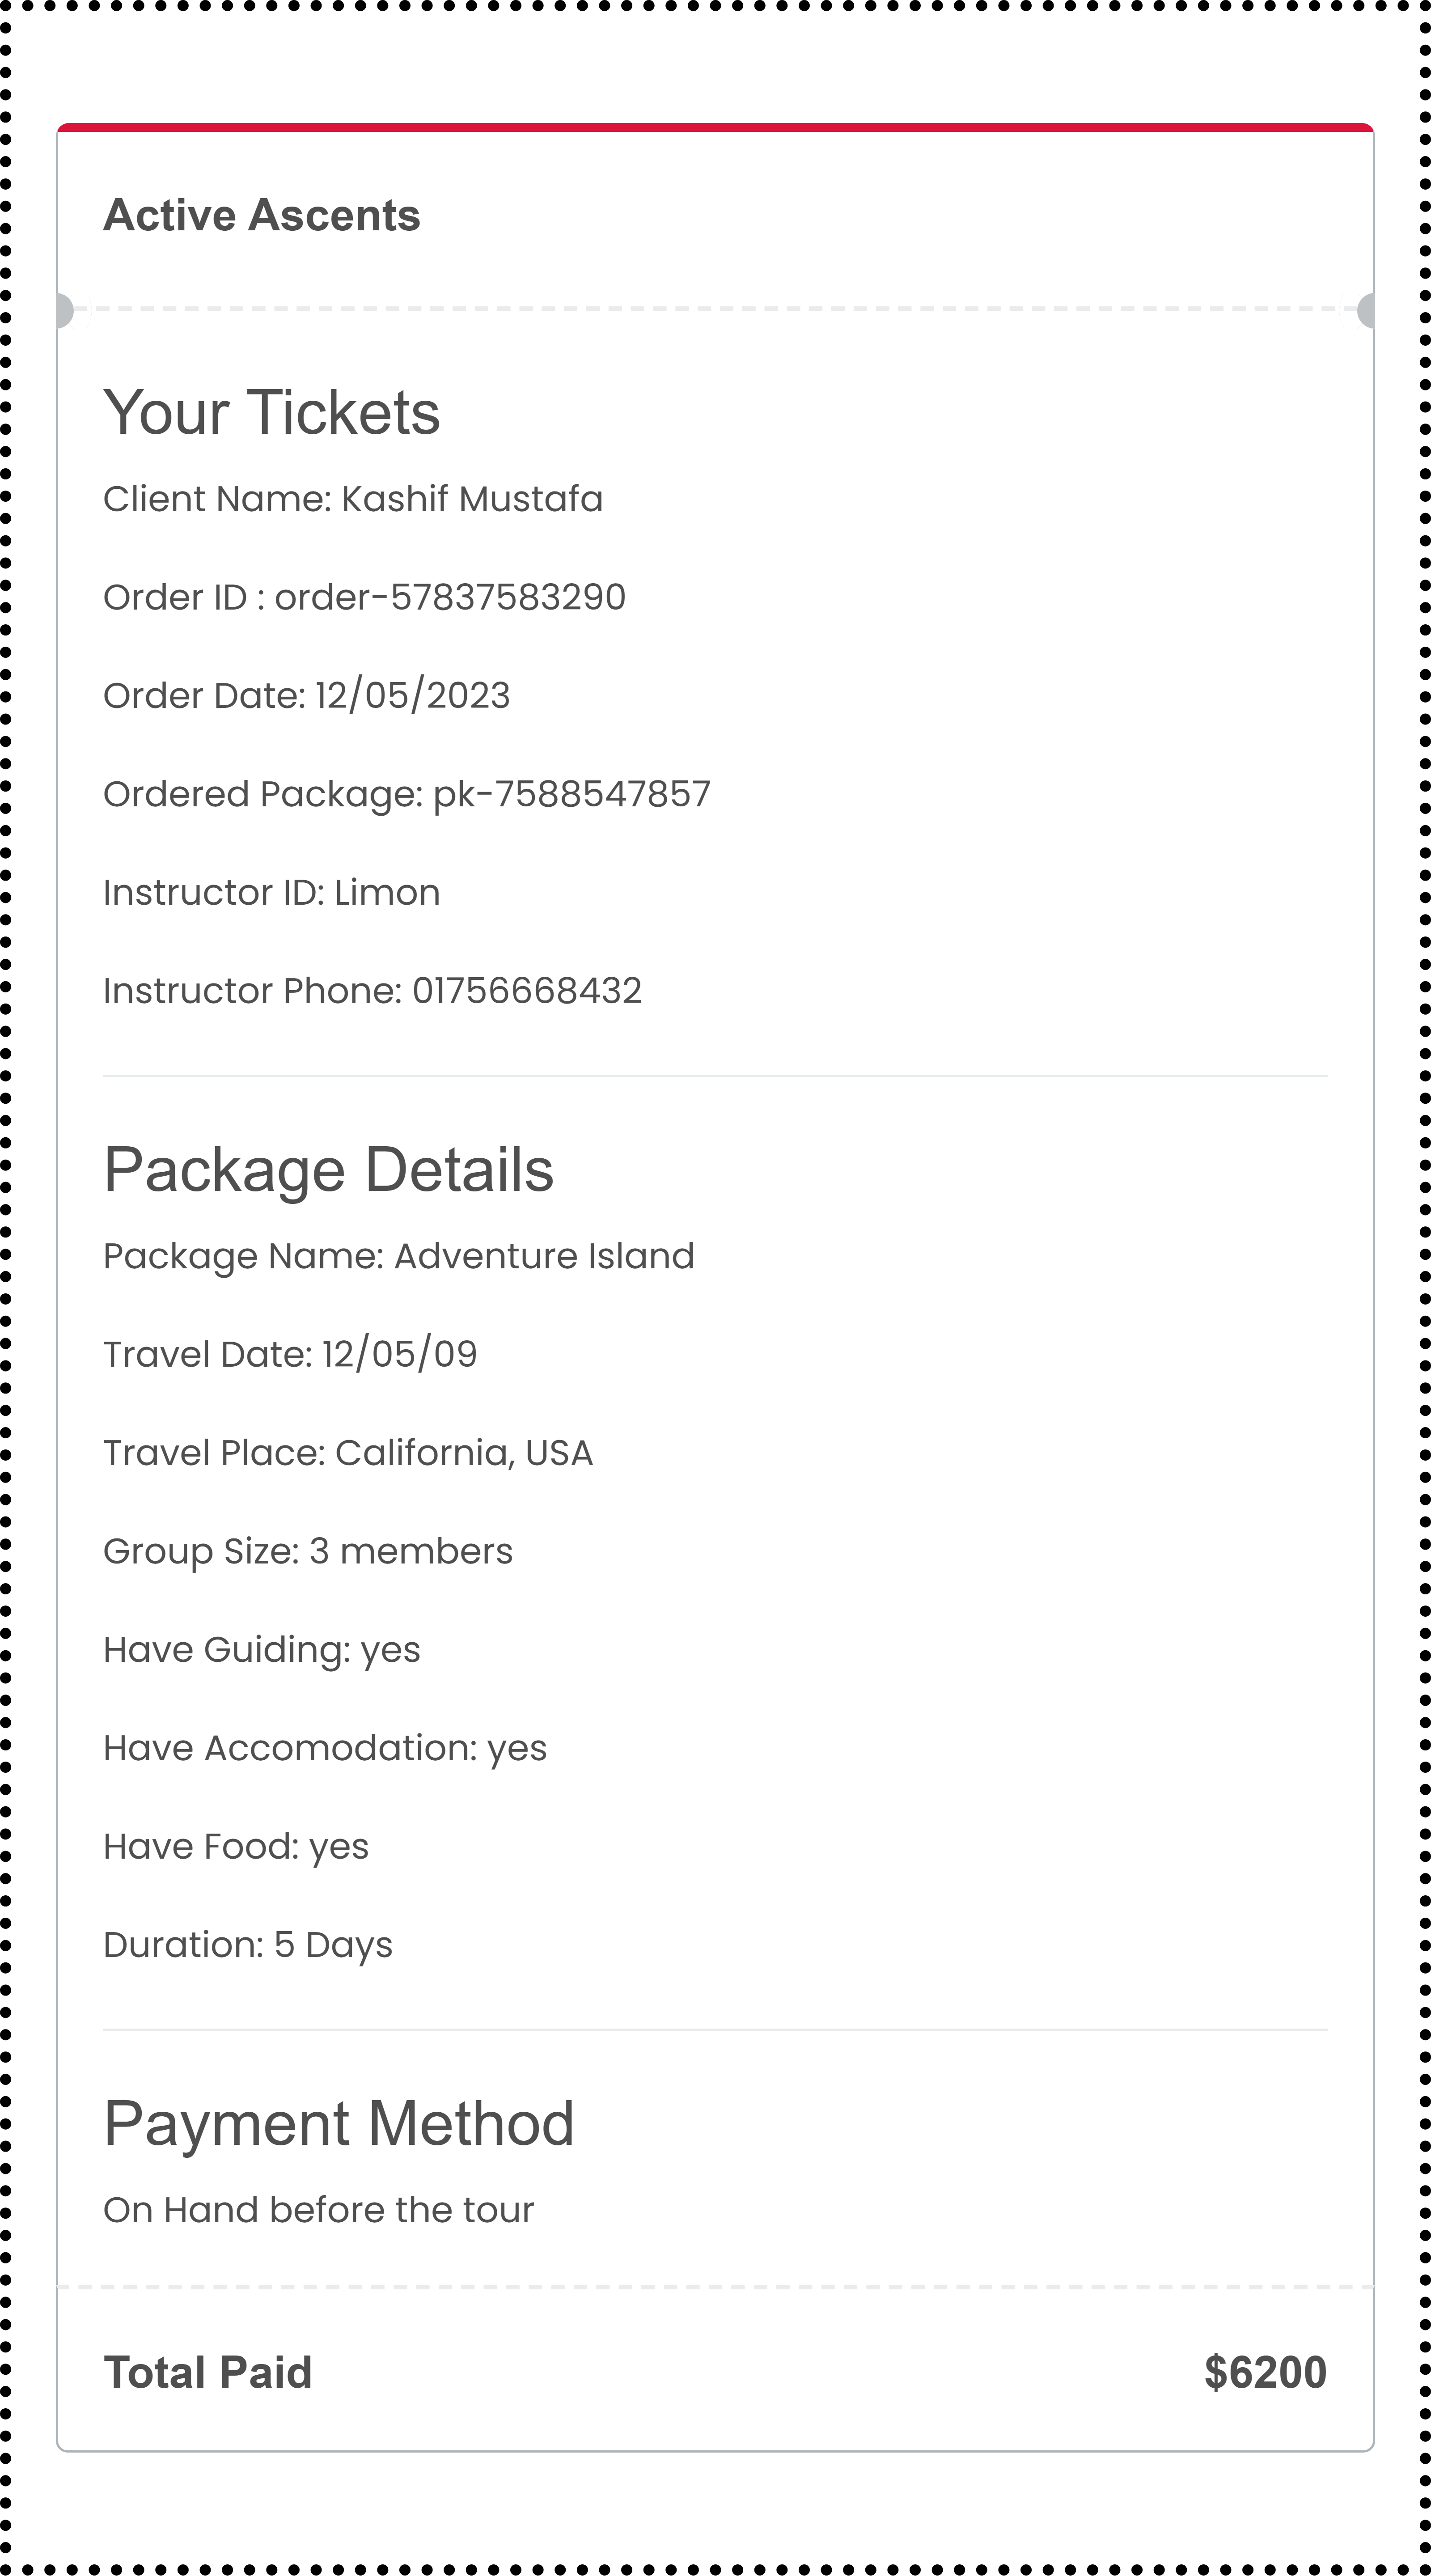 Active Ascents
Your Tickets
Client Name: Kashif Mustafa
Order ID : order-57837583290
Order Date: 12/05/2023
Ordered Package: pk-7588547857
Instructor ID: Limon
Instructor Phone: 01756668432
Package Details
Package Name: Adventure Island
Travel Date: 12/05/09
Travel Place: California, USA
Group Size: 3 members
Have Guiding: yes
Have Accomodation: yes
Have Food: yes
Duration: 5 Days
Payment Method
On Hand before the tour
Total Paid $6200